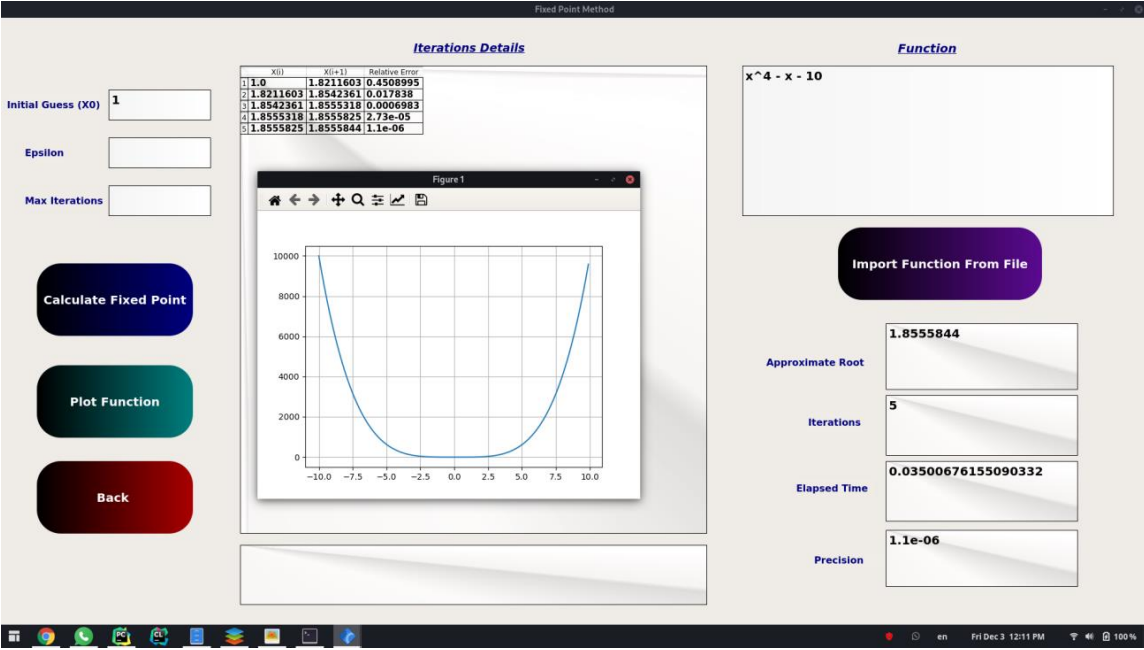 Fixed Point Method
Iterations Details
Function
X(i) X(i+1) Relative Error
1 1.0 1.8211603 0.4508995
2 1.8211603 1.8542361 0.017838
3 1.8542361 1.8555318 0.0006983
4 1.8555318 1.8555825 2.73e-05
5 1.8555825 1.8555844 1.1e-06
Initial Guess (X0) 1
Epsilon
Max Iterations
Calculate Fixed Point
Plot Function
Back
Figure 1
10000
8000
6000
4000
2000
0
−10.0 −7.5 −5.0 −2.5 0.0 2.5 5.0 7.5 10.0
x^4 - x - 10
Import Function From File
Approximate Root 1.8555844
Iterations 5
Elapsed Time 0.03500676155090332
Precision 1.1e-06
PC CL
en Fri Dec 3 12:11 PM 100 %